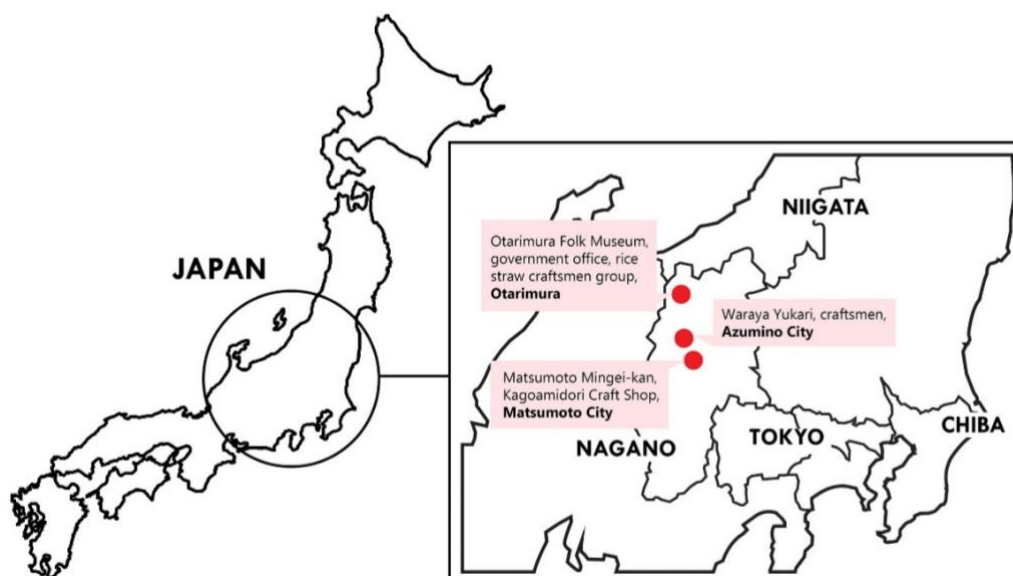 JAPAN
NIIGATA
Otarimura Folk Museum,
government office, rice
straw craftsmen group,
Otarimura
Waraya Yukari, craftsmen,
Azumino City
Matsumoto Mingei-kan,
Kagoamidori Craft Shop,
Matsumoto City
NAGANO
TOKYO
CHIBA